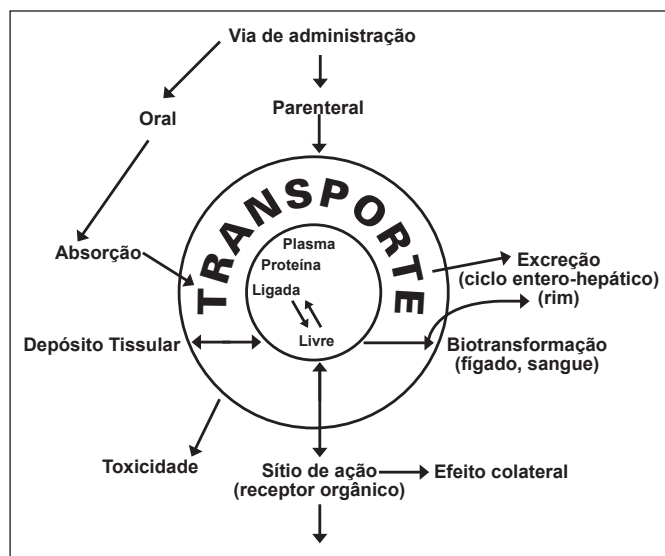 Via de administração
Parenteral
Oral
TRANSPORTE
Absorção
Plasma
Proteína
Ligada
Livre
Excreção
(ciclo entero-hepático)
(rim)
Depósito Tissular
Biotransformação
(fígado, sangue)
Toxicidade
Sítio de ação
(receptor orgânico)
Efeito colateral